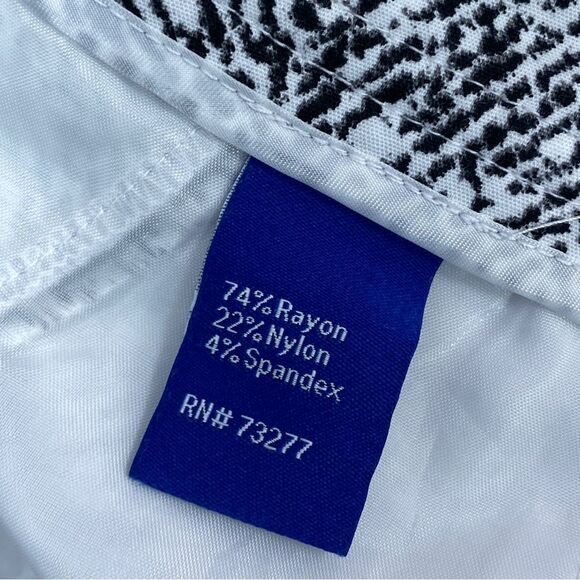 74% Rayon
22% Nylon
4% Spandex
RN# 73277